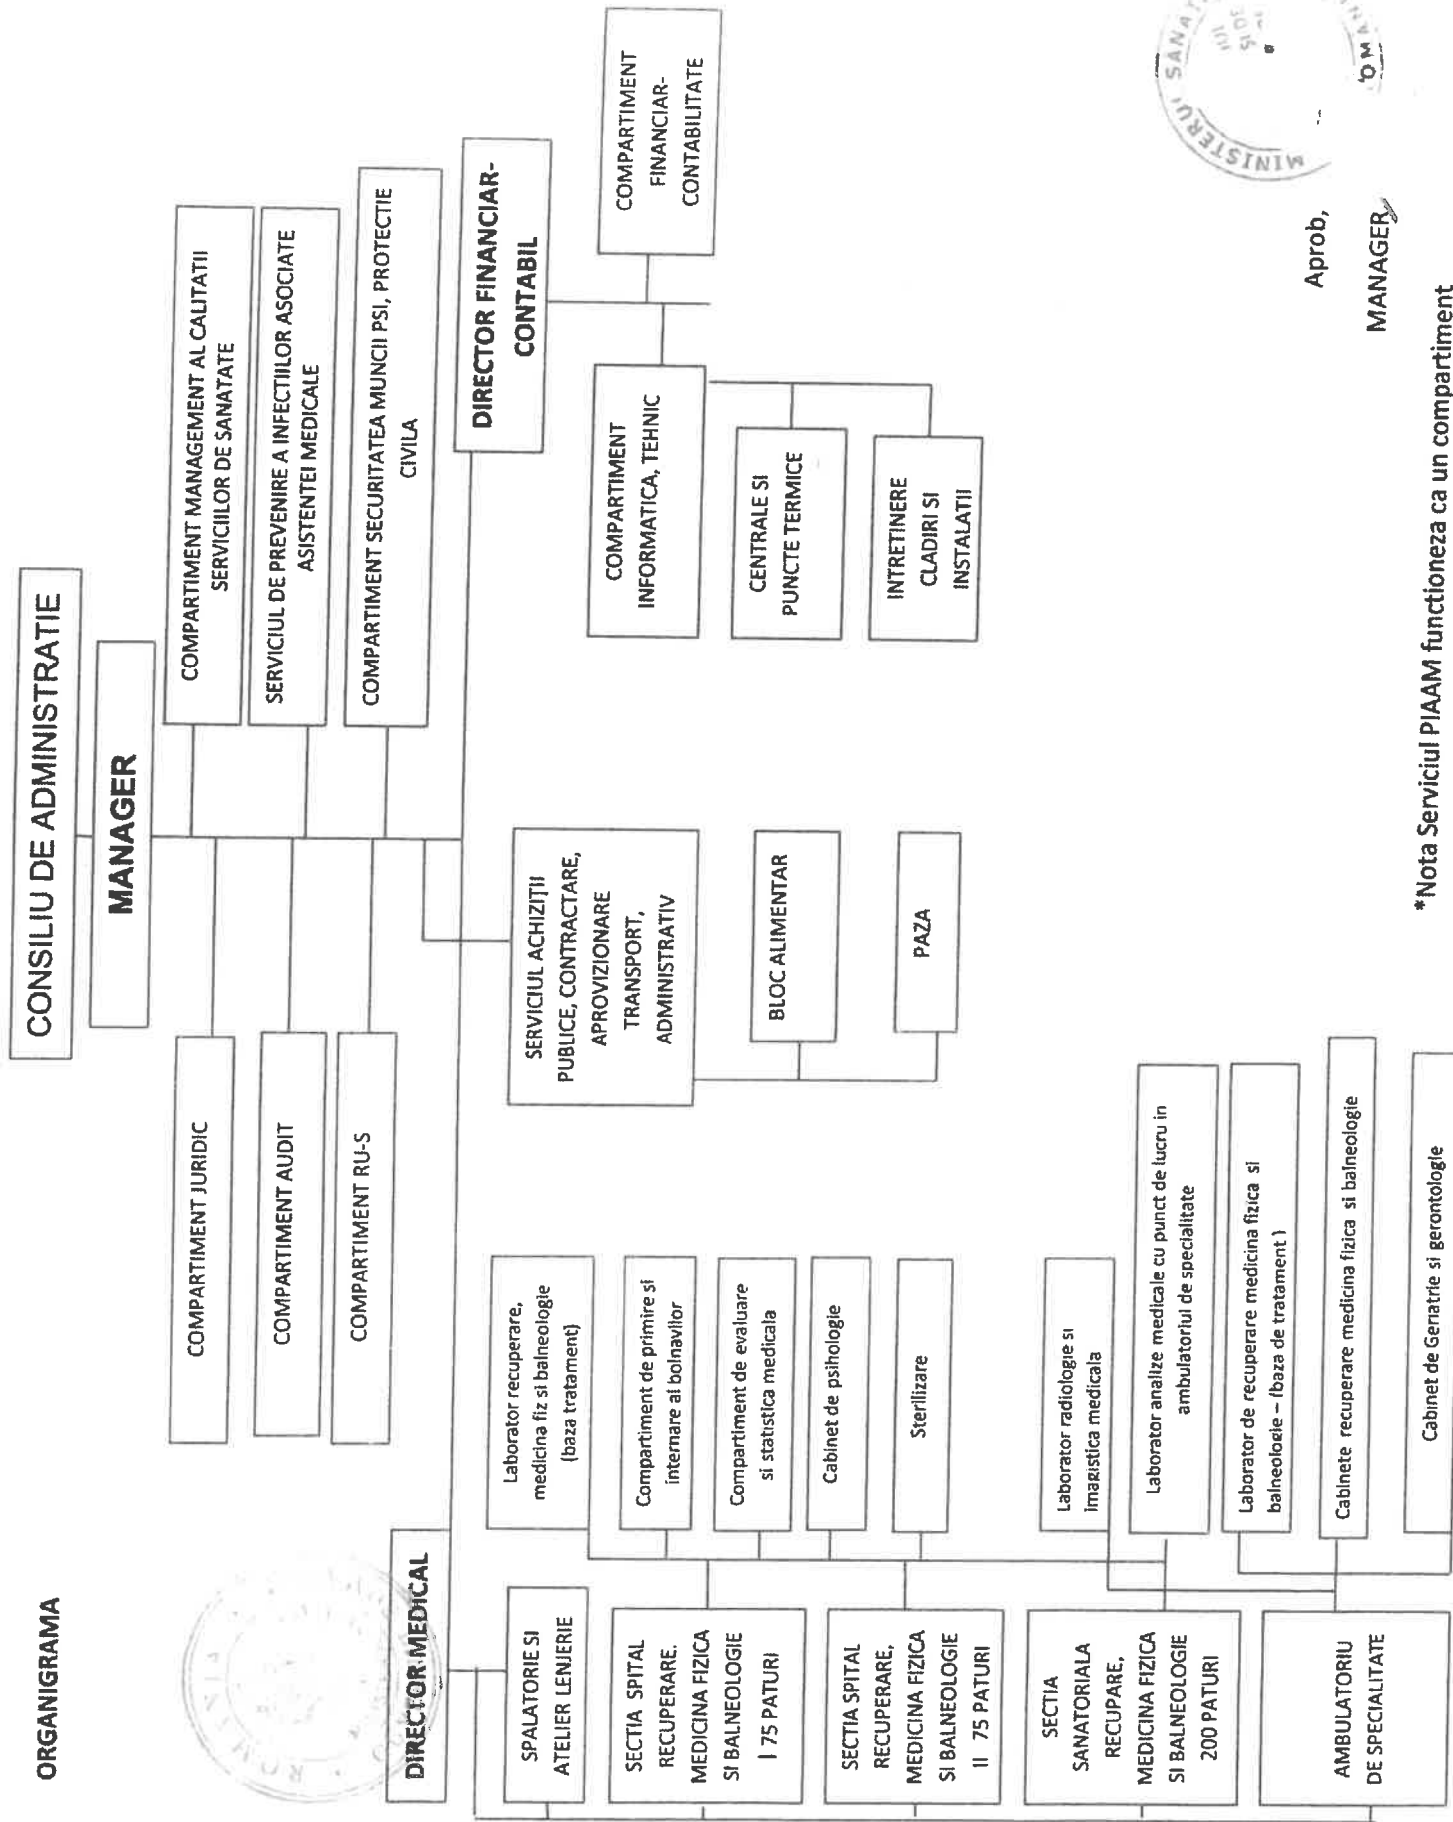 ORGANIGRAMA
CONSILIU DE ADMINISTRATIE
MANAGER
COMPARTIMENT JURIDIC
COMPARTIMENT AUDIT
COMPARTIMENT RU-S
COMPARTIMENT MANAGEMENT AL CALITATII
SERVICIILOR DE SANATATE
SERVICIUL DE PREVENIRE A INFECTIILOR ASOCIATE
ASISTENTEI MEDICALE
COMPARTIMENT SECURITATEA MUNCII PSI, PROTECTIE
CIVILA
DIRECTOR MEDICAL
DIRECTOR FINANCIAR-
CONTABIL
SPALATORIE SI
ATELIER LENJERIE
SECTIA SPITAL
RECUPERARE.
MEDICINA FIZICA
SI BALNEOLOGIE
I 75 PATURI
SECTIA SPITAL
RECUPERARE,
MEDICINA FIZICA
SI BALNEOLOGIE
II 75 PATURI
SECTIA
SANATORIALA
RECUPARE,
MEDICINA FIZICA
SI BALNEOLOGIE
200 PATURI
AMBULATORIU
DE SPECIALITATE
Laborator recuperare,
medicina fiz si balneologie
(baza tratament)
Compartiment de primire si
internare al bolnavilor
Compartiment de evaluare
si statistica medicala
Cabinet de psihologie
Sterilizare
Laborator radiologie si
imagistica medicala
Laborator analize medicale cu punct de lucru in
ambulatoriul de specialitate
Laborator de recuperare medicina fizica si
balneologie – (baza de tratament )
Cabinete recuperare medicina fizica si balneologie
Cabinet de Geriatrie si gerontologie
SERVICIUL ACHIZIȚII
PUBLICE, CONTRACTARE,
APROVIZIONARE
TRANSPORT,
ADMINISTRATIV
BLOC ALIMENTAR
PAZA
COMPARTIMENT
INFORMATICA, TEHNIC
CENTRALE SI
PUNCTE TERMICE
INTRETINERE
CLADIRI SI
INSTALATII
COMPARTIMENT
FINANCIAR-
CONTABILITATE
Aprob,
MANAGER
*Nota Serviciul PIAAM functioneza ca un compartiment
MINISTERUL